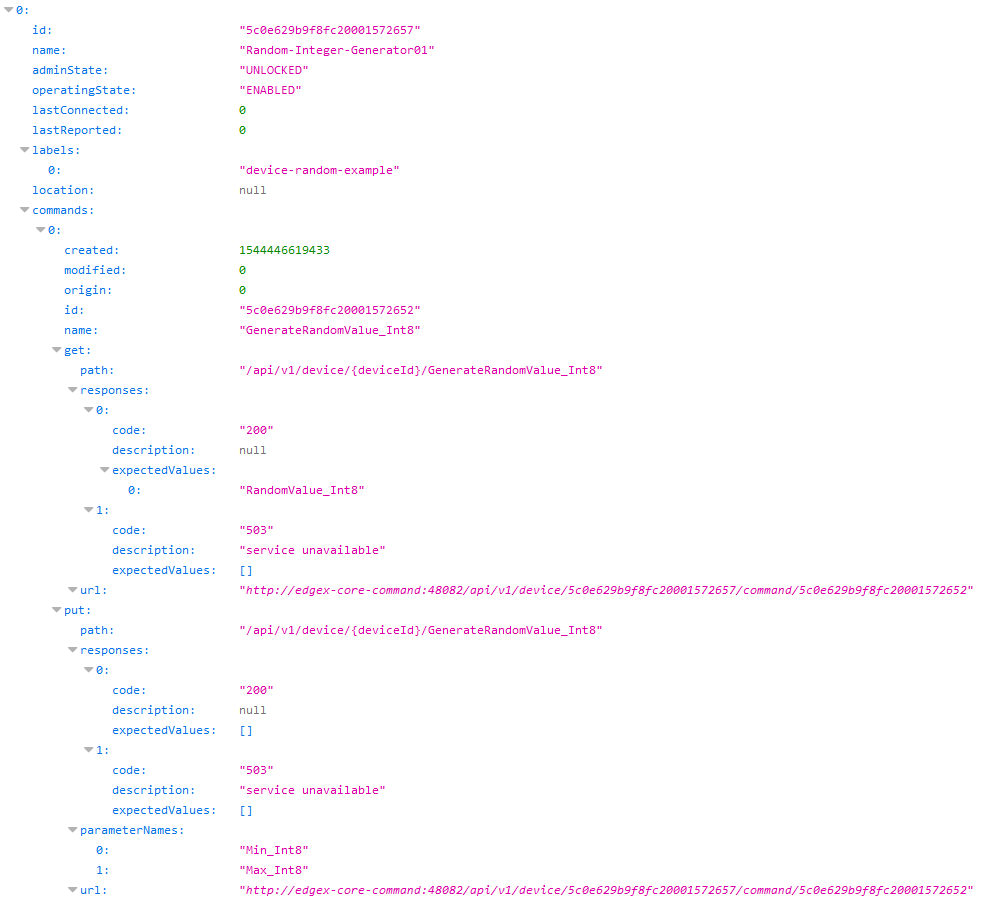 0:
id: "5c0e629b9f8fc20001572657"
name: "Random-Integer-Generator01"
adminState: "UNLOCKED"
operatingState: "ENABLED"
lastConnected: 0
lastReported: 0
labels:
0: "device-random-example"
location: null
commands:
0:
created: 1544446619433
modified: 0
origin: 0
id: "5c0e629b9f8fc20001572652"
name: "GenerateRandomValue_Int8"
get:
path: "/api/v1/device/{deviceId}/GenerateRandomValue_Int8"
responses:
0:
code: "200"
description: null
expectedValues:
0: "RandomValue_Int8"
1:
code: "503"
description: "service unavailable"
expectedValues: []
url: "http://edgex-core-command:48082/api/v1/device/5c0e629b9f8fc20001572657/command/5c0e629b9f8fc20001572652"
put:
path: "/api/v1/device/{deviceId}/GenerateRandomValue_Int8"
responses:
0:
code: "200"
description: null
expectedValues: []
1:
code: "503"
description: "service unavailable"
expectedValues: []
parameterNames:
0: "Min_Int8"
1: "Max_Int8"
url: "http://edgex-core-command:48082/api/v1/device/5c0e629b9f8fc20001572657/command/5c0e629b9f8fc20001572652"